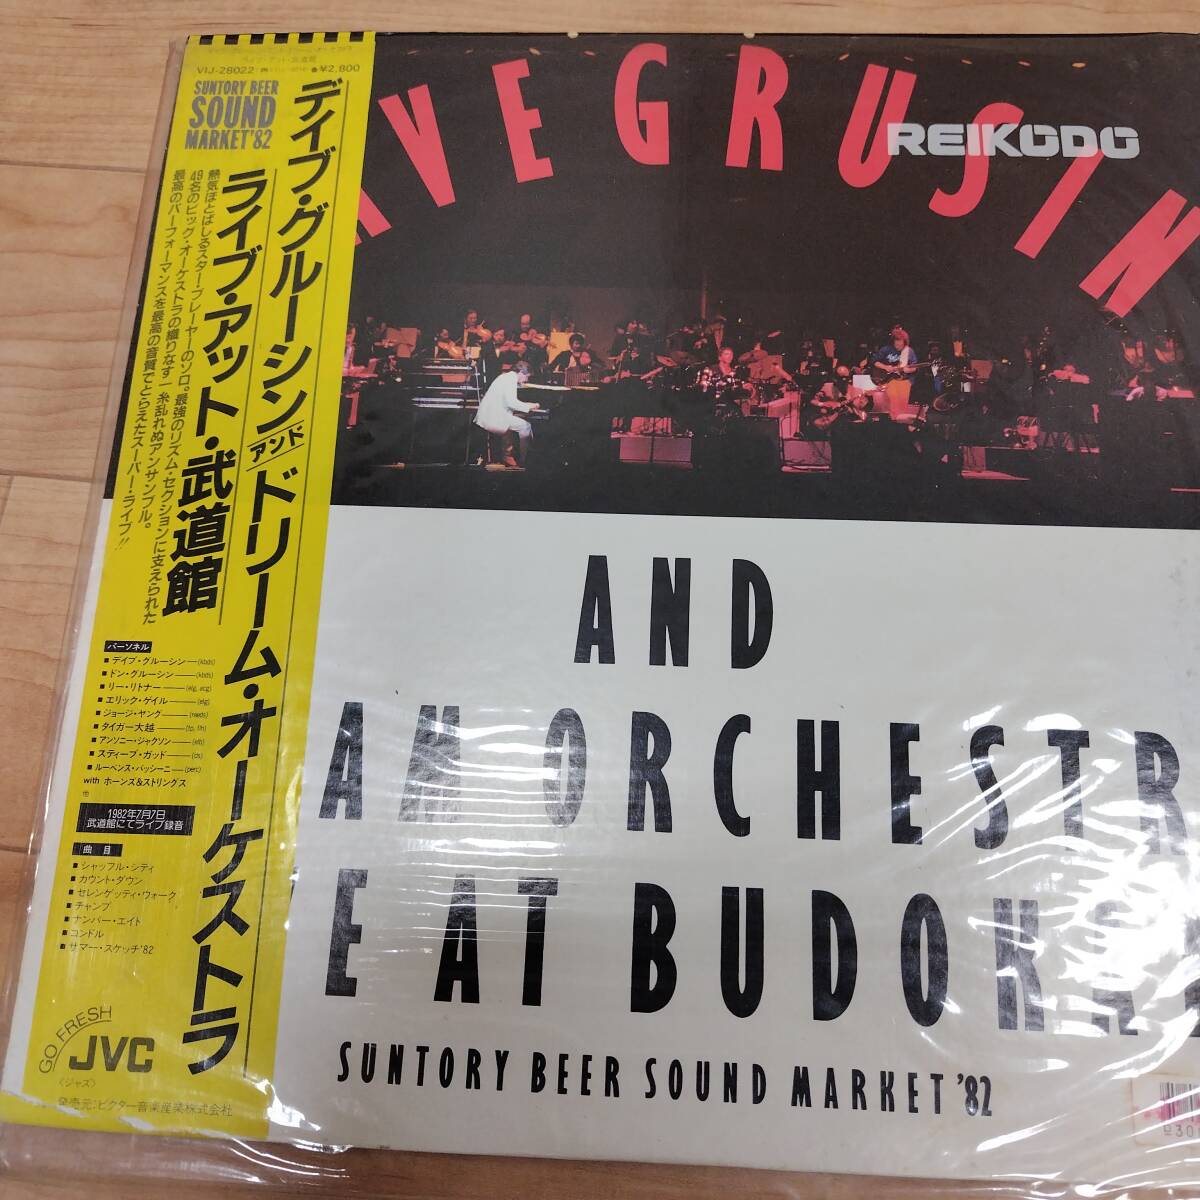 VIJ-28022
¥2,800
SUNTORY BEER
SOUND
MARKET'82
デイブ・グルーシン アンド ドリーム・オーケストラ
ライブ・アット・武道館
熱気ほとばしるスター・プレーヤーのソロ。最強のリズム・セクションに支えられた
49名のビッグ・オーケストラの織りなす一糸乱れぬアンサンブル。
最高のパーフォーマンスを最高の音質でとらえたスーパー・ライブ!!
パーソネル
■デイブ・グルーシン—(kbds)
■ドン・グルーシン—(kbds)
■リー・リトナー—(elg, acg)
■エリック・ゲイル—(elg)
■ジョージ・ヤング—(reeds)
■タイガー大越—(tp, flh)
■アンソニー・ジャクソン—(elb)
■スティーブ・ガッド—(ds)
■ルーベンス・バッシーニ—(perc)
with ホーンズ&ストリングス
他
1982年7月7日
武道館にてライブ録音
曲目
■シャッフル・シティ
■カウント・ダウン
■セレンゲッティ・ウォーク
■チャンプ
■ナンバー・エイト
■コンドル
■サマー・スケッチ'82
GO FRESH
JVC
〈ジャズ〉
発売元:ビクター音楽産業株式会社
AVE GRUSIN
REIKODO
AND
AM ORCHESTR
E AT BUDOKA
SUNTORY BEER SOUND MARKET '82